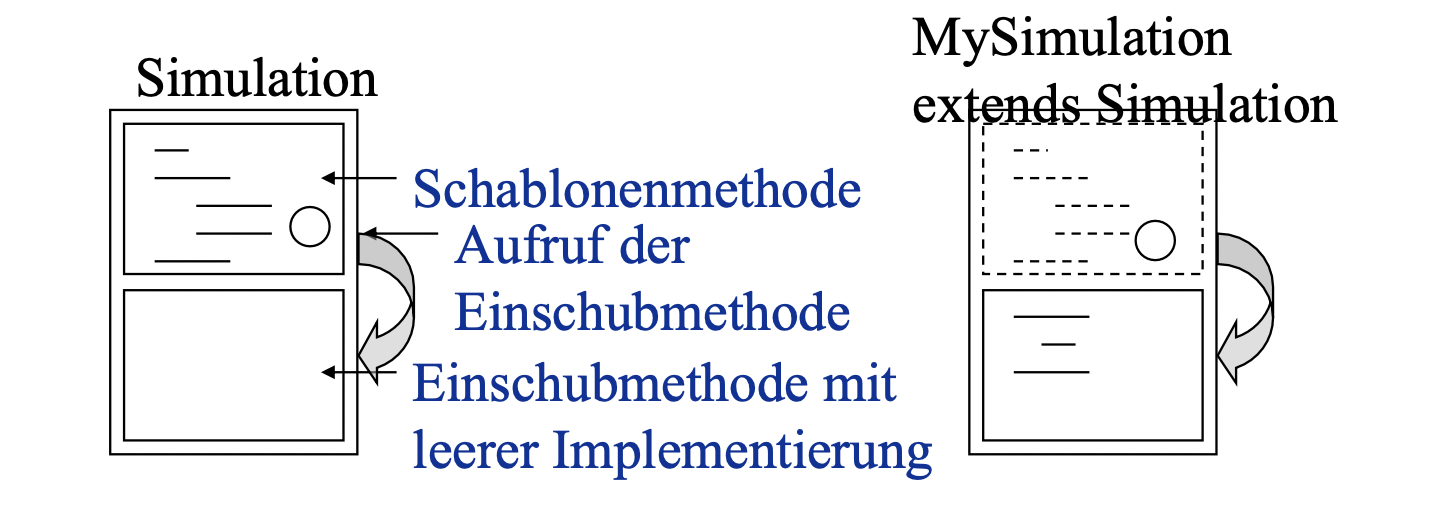 Simulation
MySimulation
extends Simulation
Schablonenmethode
Aufruf der
Einschubmethode
Einschubmethode mit
leerer Implementierung